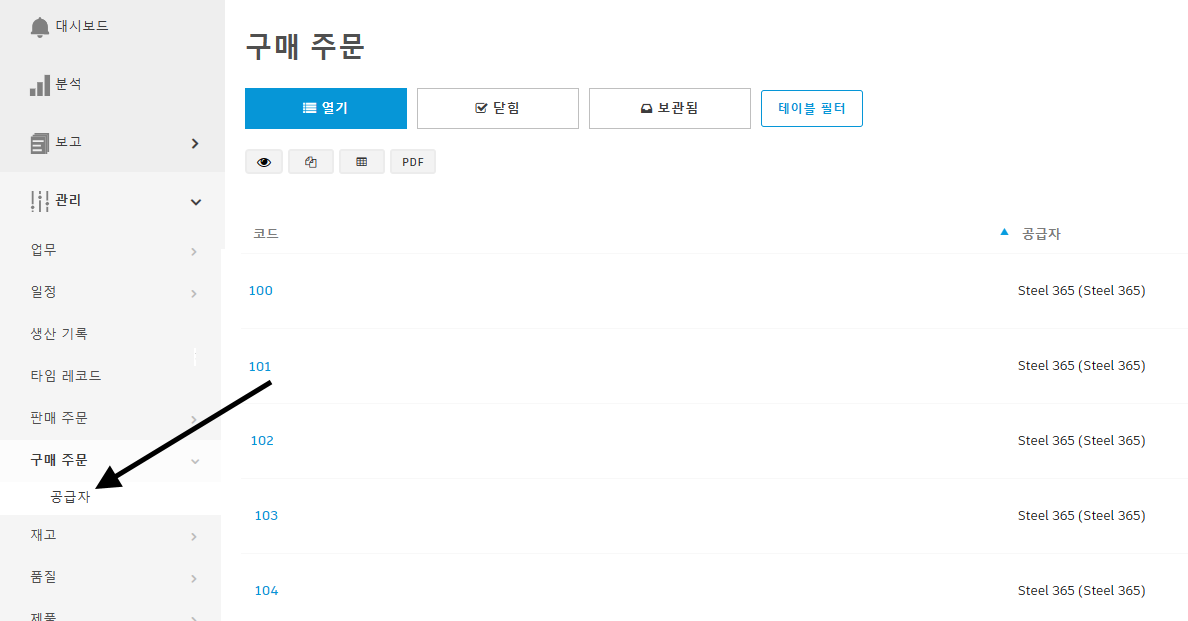 대시보드
분석
보고
관리
업무
일정
생산 기록
타임 레코드
판매 주문
구매 주문
공급자
재고
품질
제품
구매 주문
열기 닫힘 보관됨 테이블 필터
PDF
코드 공급자
100 Steel 365 (Steel 365)
101 Steel 365 (Steel 365)
102 Steel 365 (Steel 365)
103 Steel 365 (Steel 365)
104 Steel 365 (Steel 365)